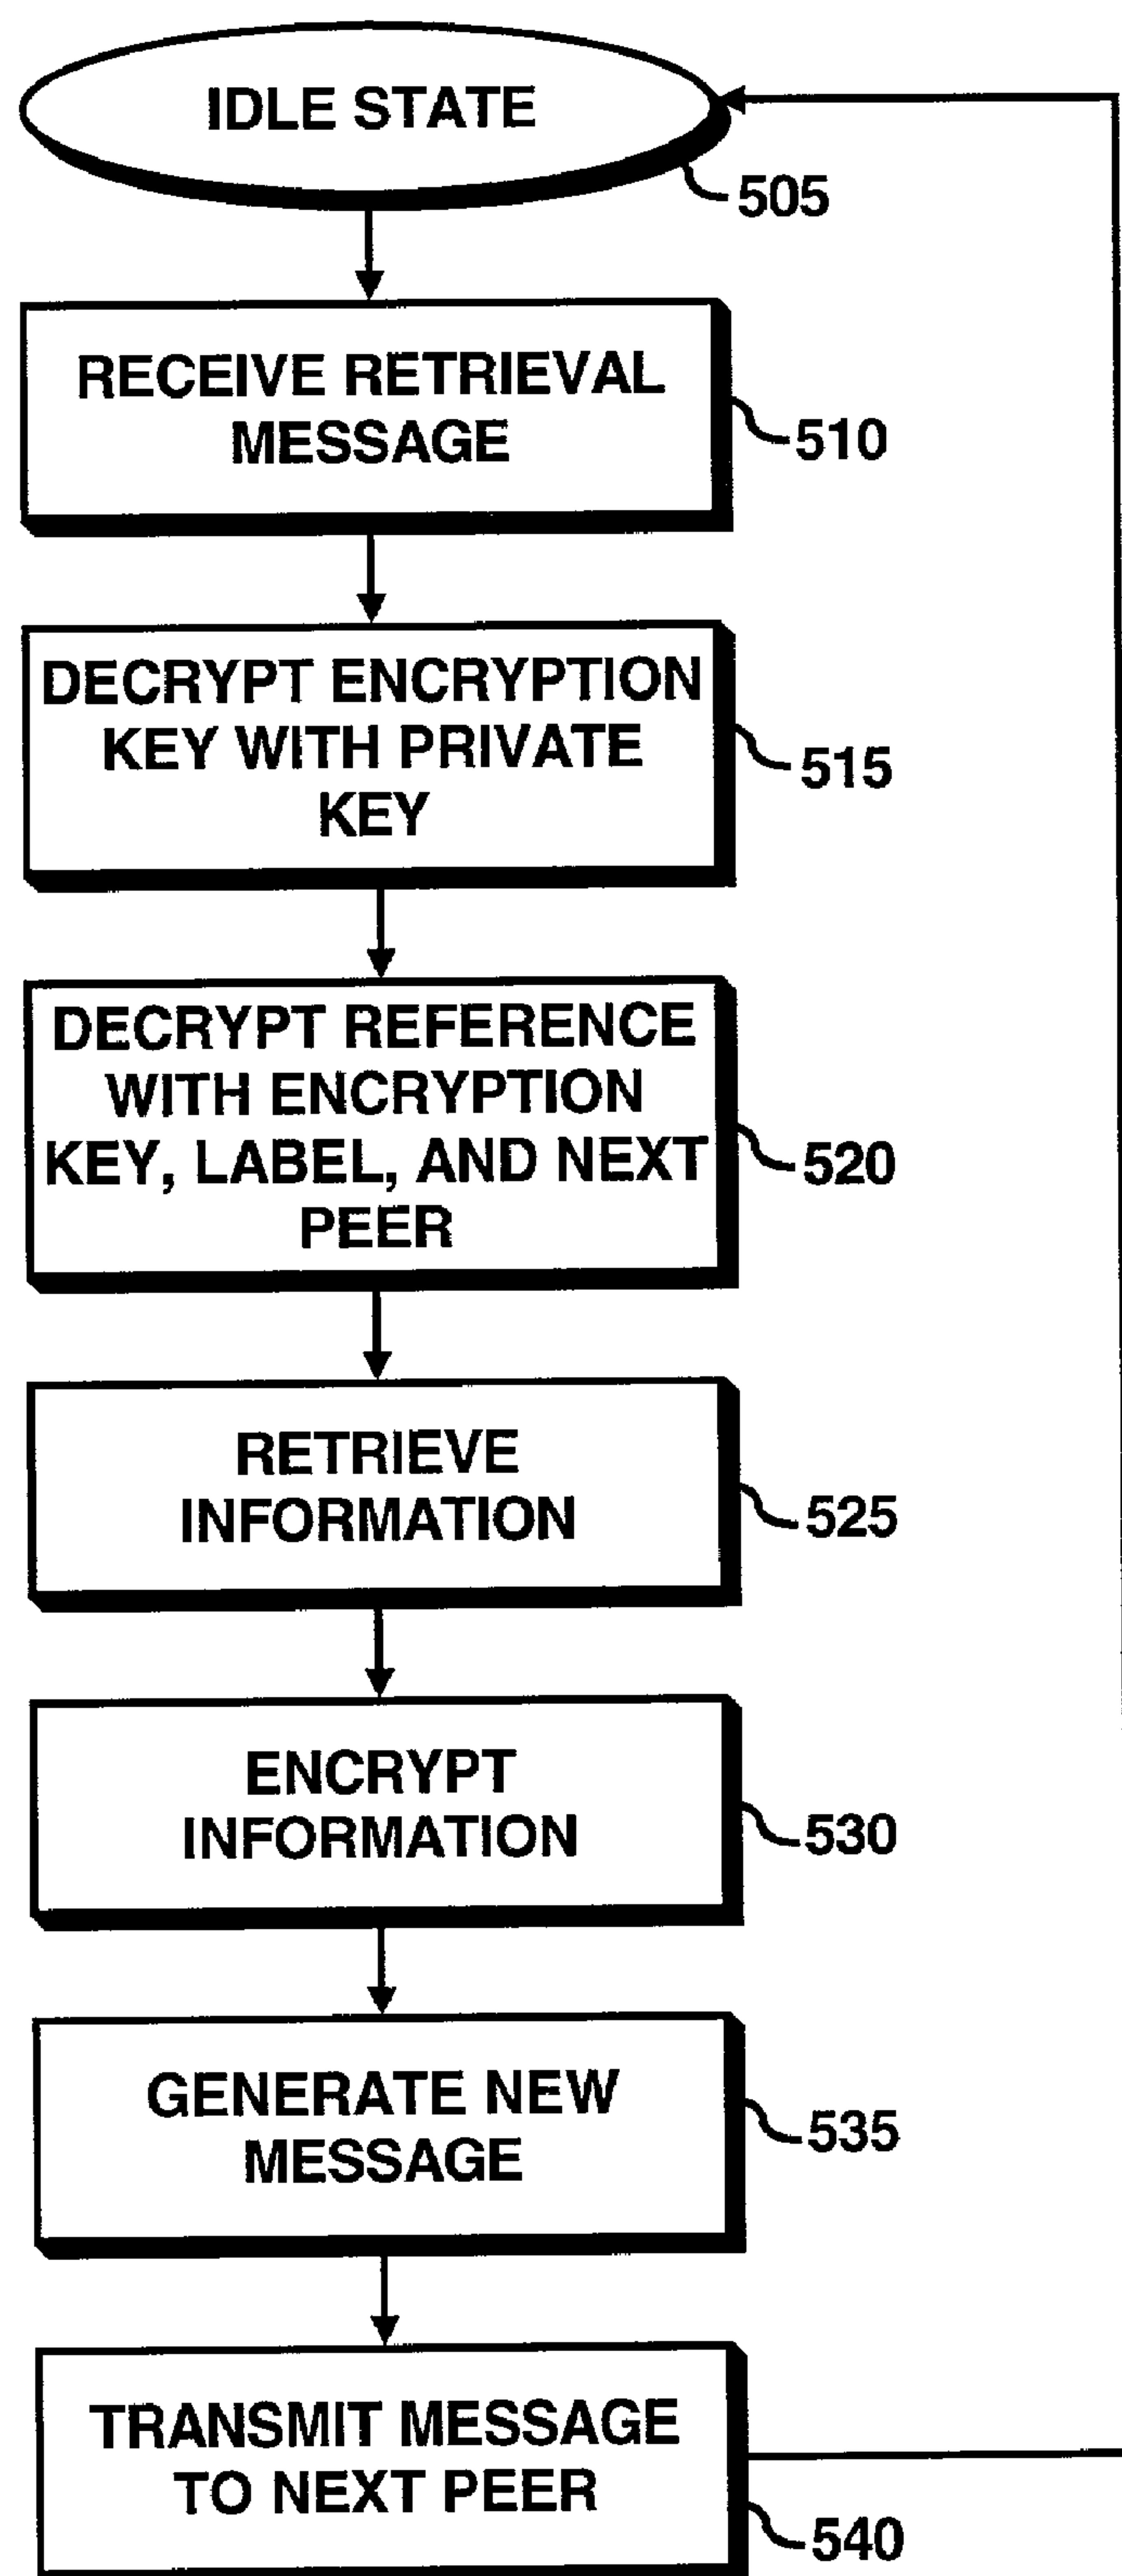 IDLE STATE
505
RECEIVE RETRIEVAL
MESSAGE
510
DECRYPT ENCRYPTION
KEY WITH PRIVATE
KEY
515
DECRYPT REFERENCE
WITH ENCRYPTION
KEY, LABEL, AND NEXT
PEER
520
RETRIEVE
INFORMATION
525
ENCRYPT
INFORMATION
530
GENERATE NEW
MESSAGE
535
TRANSMIT MESSAGE
TO NEXT PEER
540